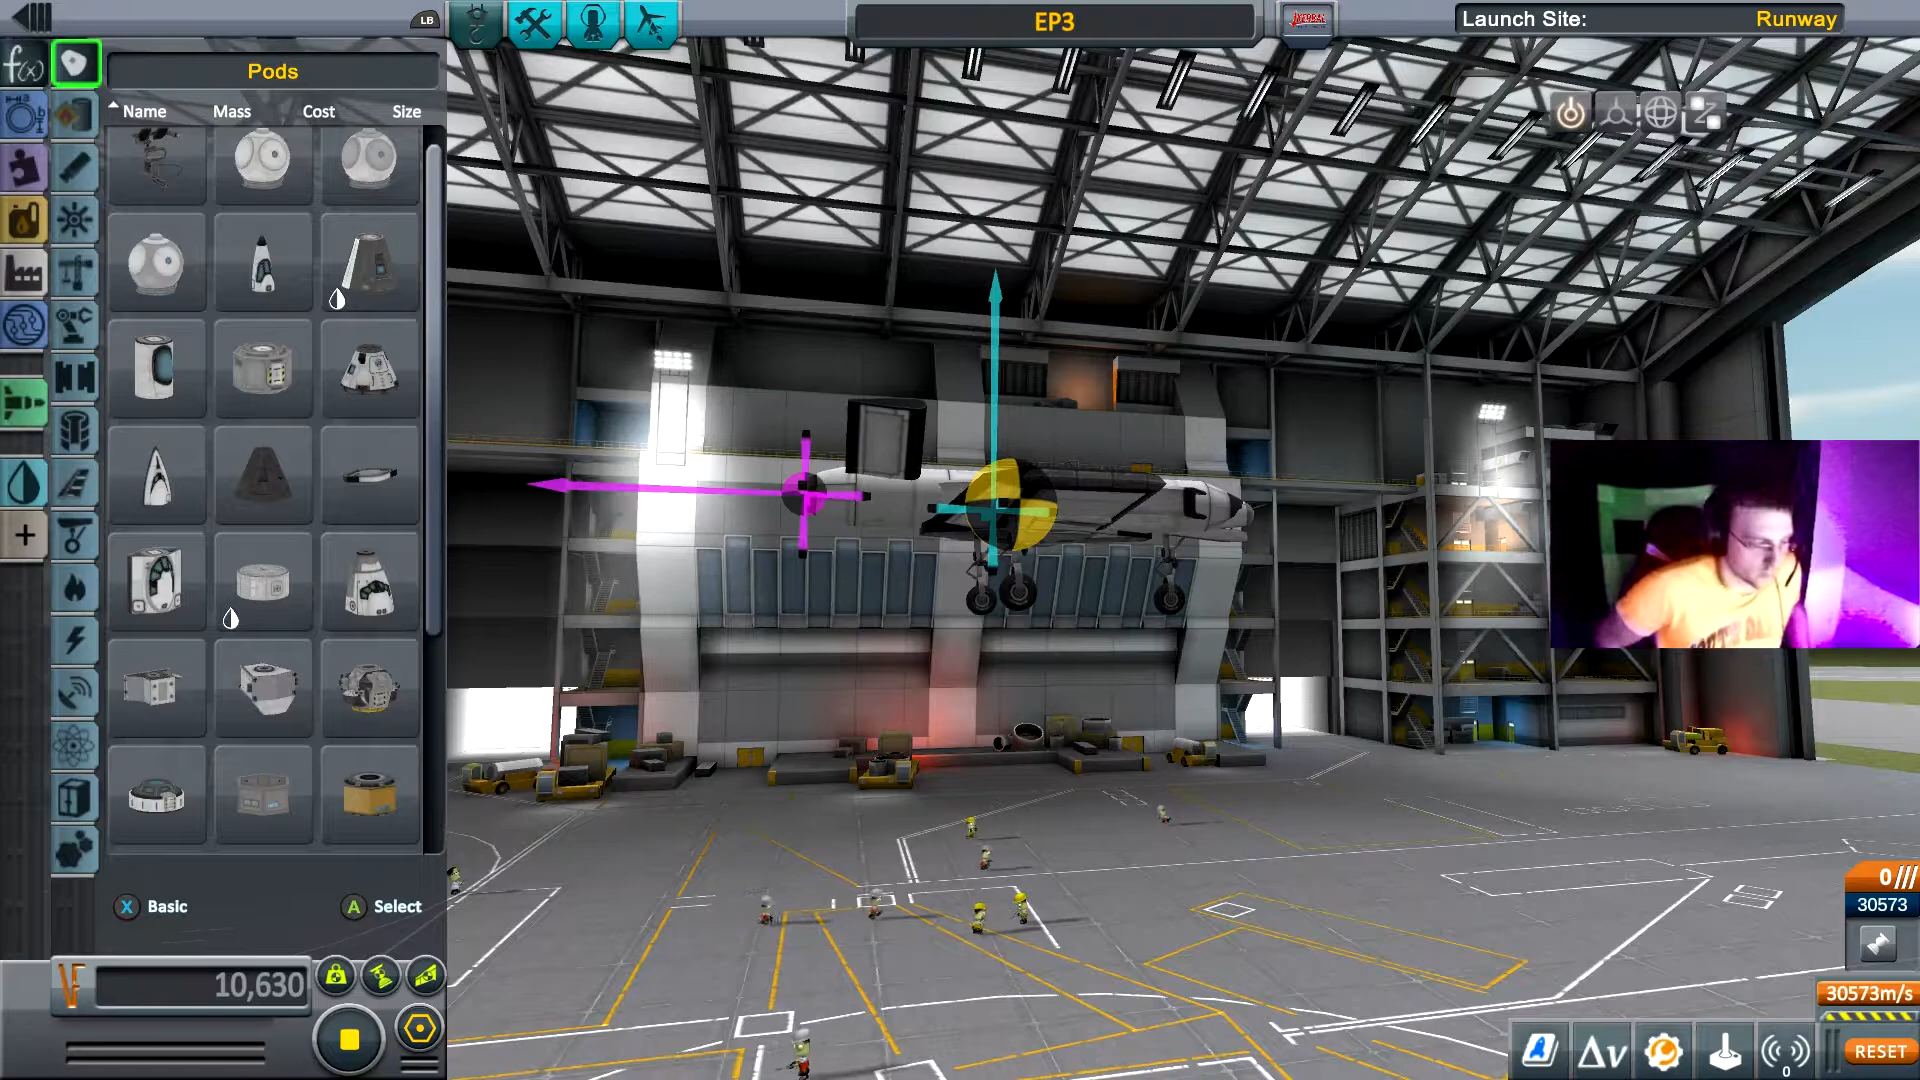 LB
EP3
Launch Site: Runway
f(x)
Pods
Name Mass Cost Size
X Basic A Select
10,630
0
30573
30573m/s
Δv
0
RESET